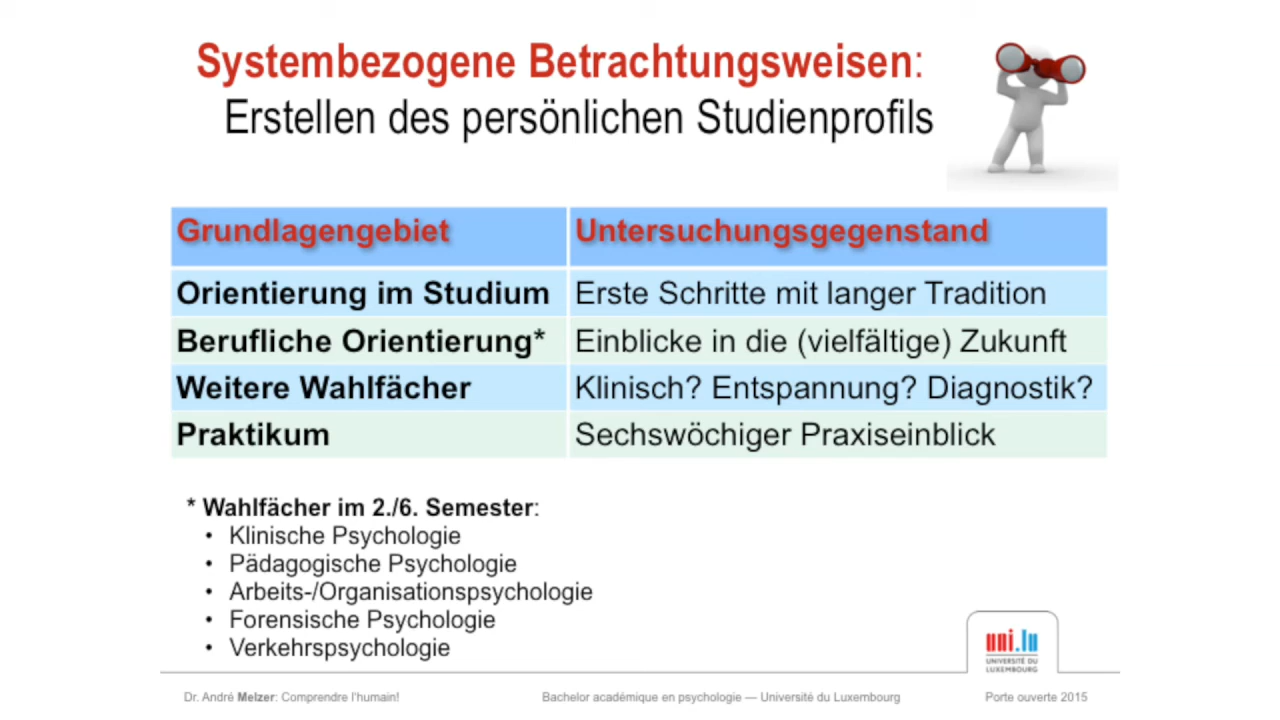 Systembezogene Betrachtungsweisen:
Erstellen des persönlichen Studienprofils
Grundlagengebiet Untersuchungsgegenstand
Orientierung im Studium Erste Schritte mit langer Tradition
Berufliche Orientierung* Einblicke in die (vielfältige) Zukunft
Weitere Wahlfächer Klinisch? Entspannung? Diagnostik?
Praktikum Sechswöchiger Praxiseinblick
* Wahlfächer im 2./6. Semester:
• Klinische Psychologie
• Pädagogische Psychologie
• Arbeits-/Organisationspsychologie
• Forensische Psychologie
• Verkehrspsychologie
uni.lu
UNIVERSITÉ DU
LUXEMBOURG
Dr. André Melzer: Comprendre l'humain! Bachelor académique en psychologie — Université du Luxembourg Porte ouverte 2015